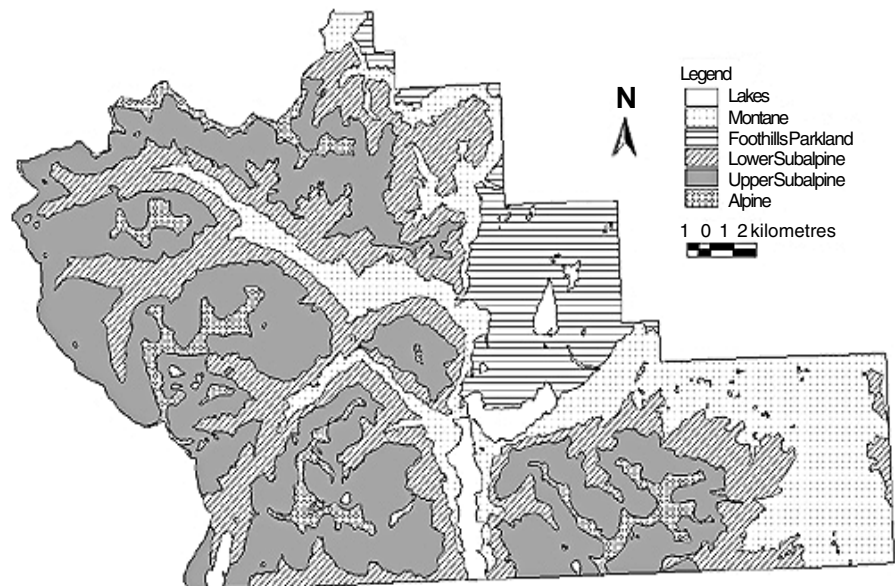 N
Legend
Lakes
Montane
FoothillsParkland
LowerSubalpine
UpperSubalpine
Alpine
1 0 1 2 kilometres